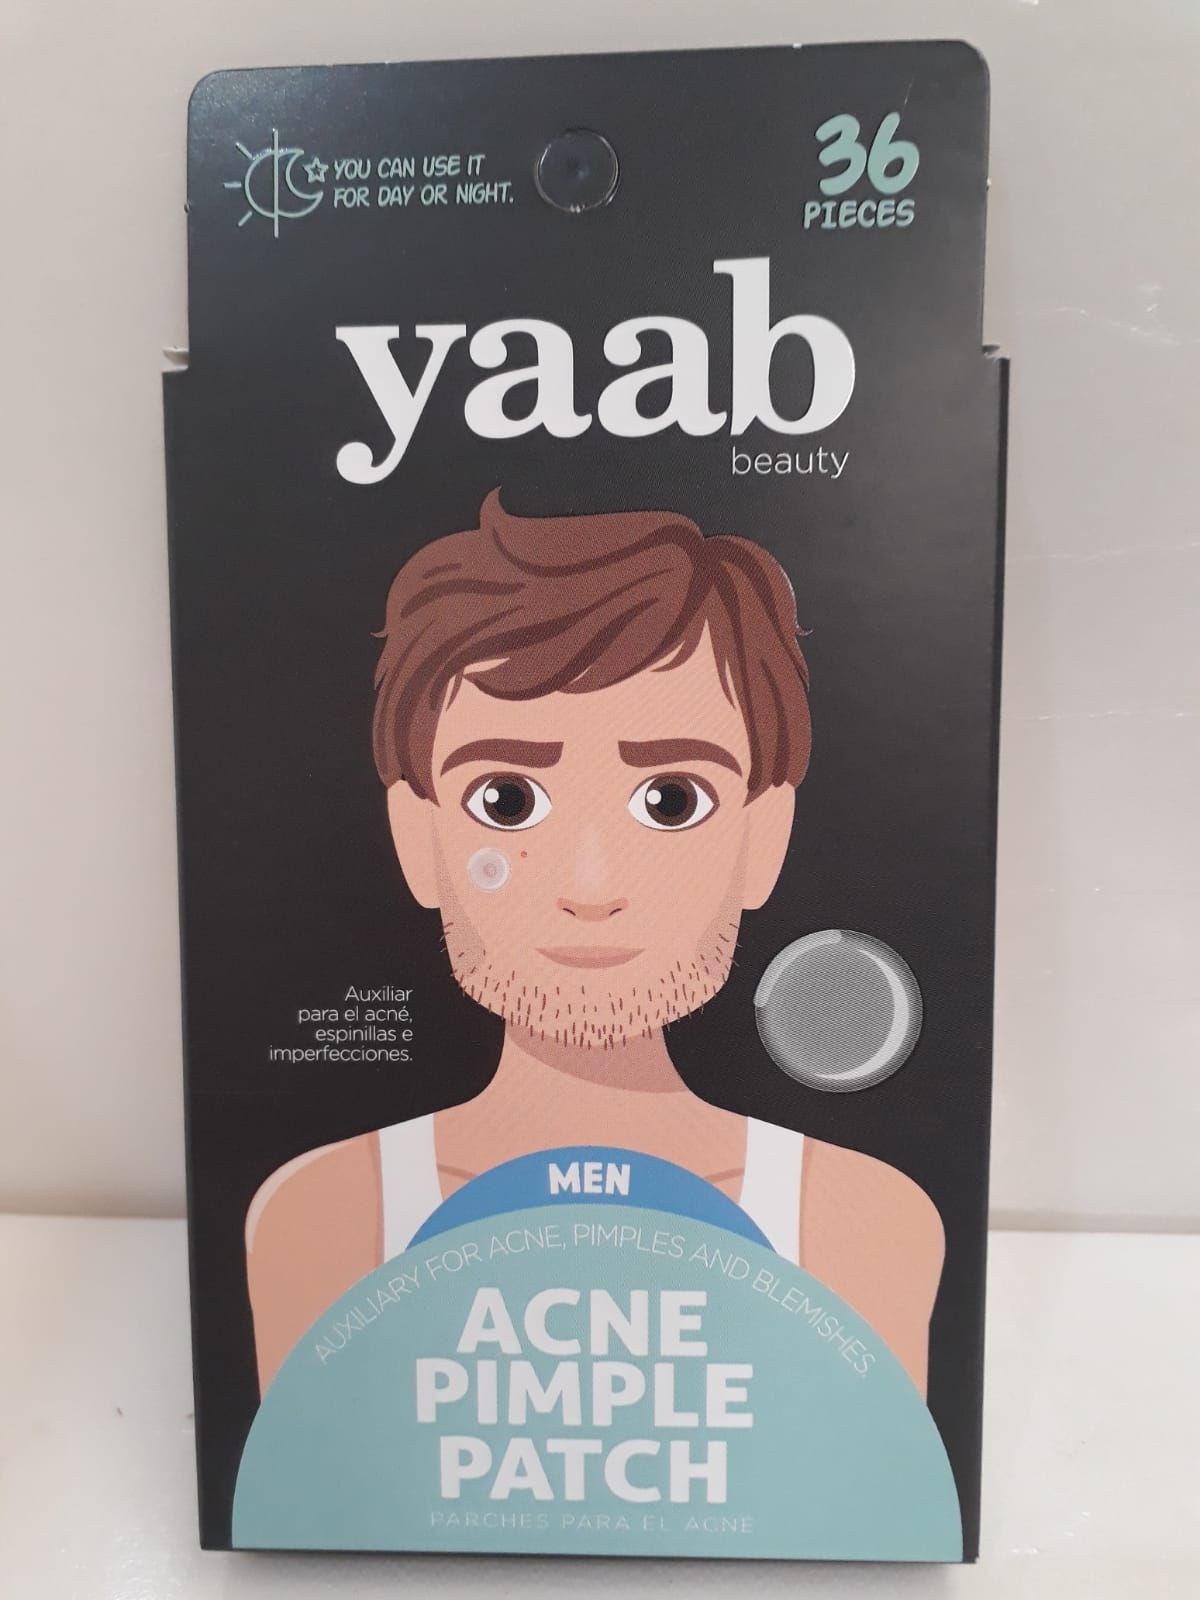 YOU CAN USE IT
FOR DAY OR NIGHT.
36
PIECES
yaab
beauty
Auxiliar
para el acné,
espinillas e
imperfecciones.
MEN
AUXILIARY FOR ACNE, PIMPLES AND BLEMISHES.
ACNE
PIMPLE
PATCH
PARCHES PARA EL ACNÉ